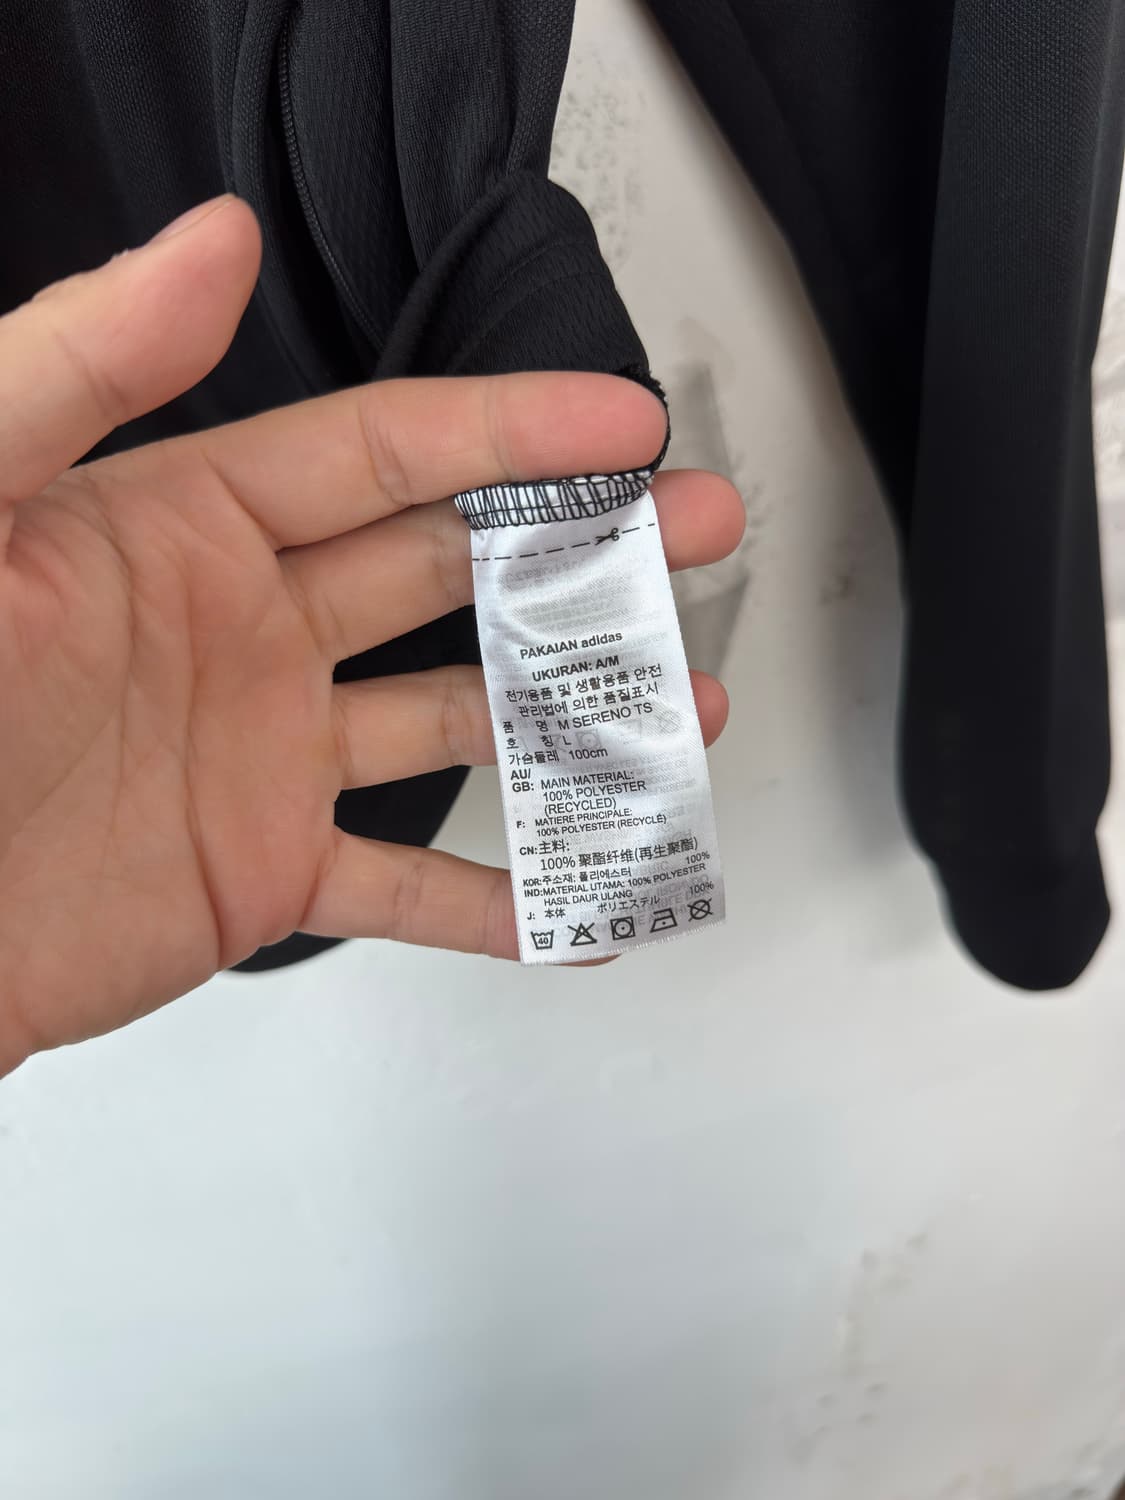 PAKAIAN adidas
UKURAN: A/M
전기용품 및 생활용품 안전
관리법에 의한 품질표시
품 명 M SERENO TS
호 칭 L
가슴둘레 100cm
AU/
GB: MAIN MATERIAL:
100% POLYESTER
(RECYCLED)
F: MATIERE PRINCIPALE:
100% POLYESTER (RECYCLÉ)
CN:主料:
100% 聚酯纤维(再生聚酯)
KOR:주소재: 폴리에스터 100%
IND:MATERIAL UTAMA: 100% POLYESTER
HASIL DAUR ULANG
J: 本体 ポリエステル 100%
40